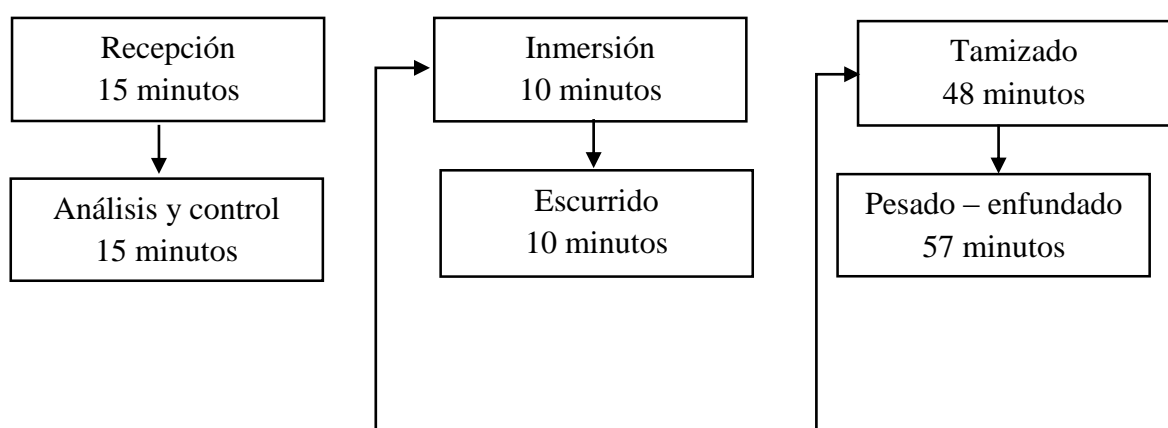 Recepción
15 minutos
Análisis y control
15 minutos
Inmersión
10 minutos
Escurrido
10 minutos
Tamizado
48 minutos
Pesado – enfundado
57 minutos